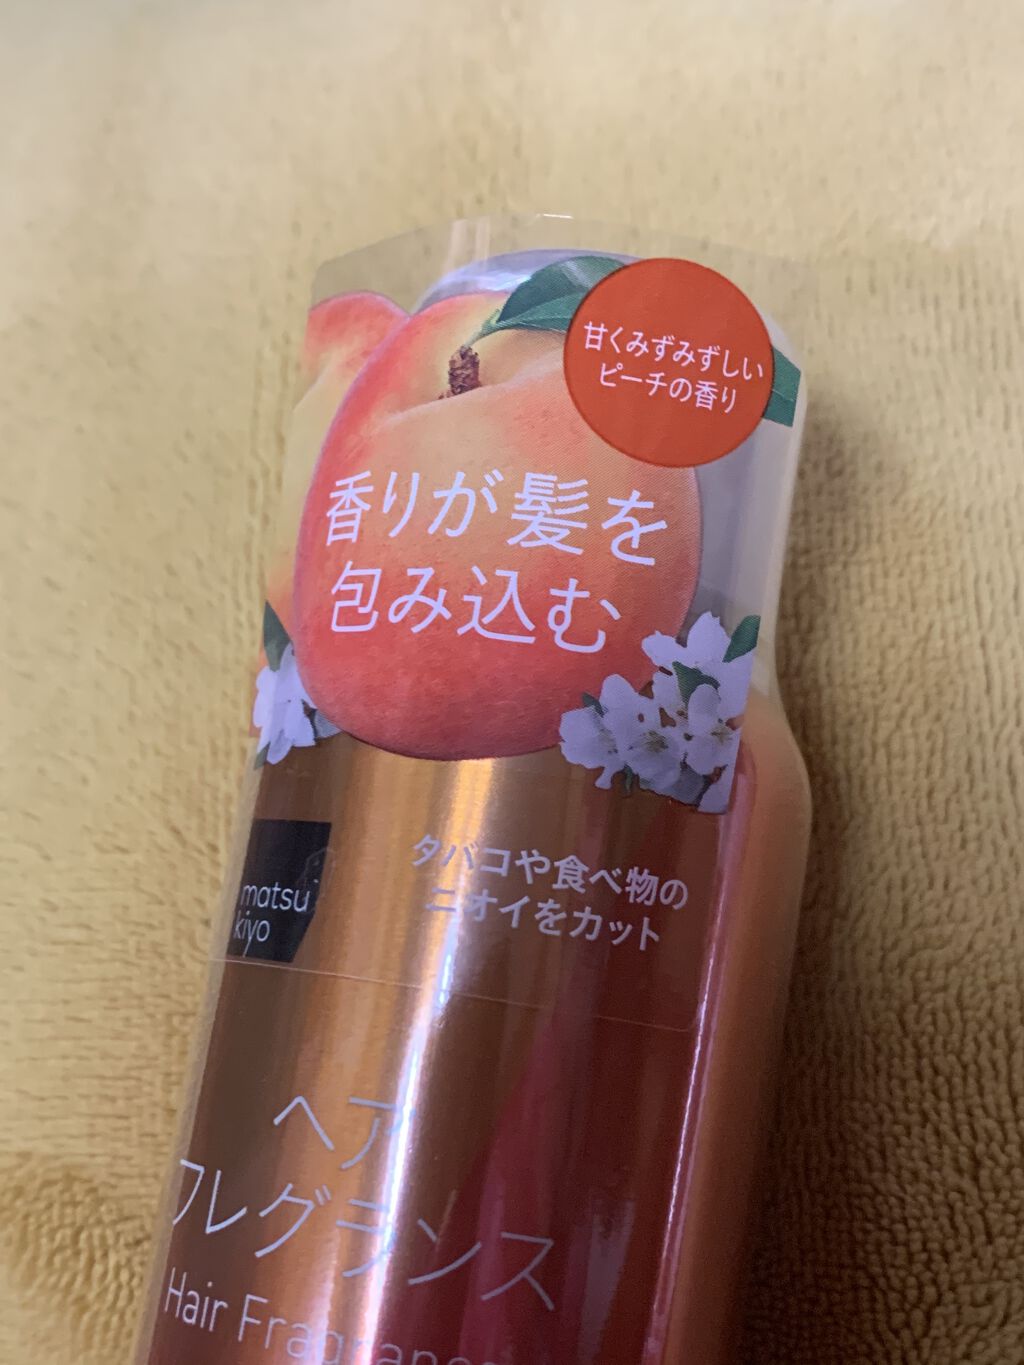 甘くみずみずしい
ピーチの香り
香りが髪を
包み込む
タバコや食べ物の
ニオイをカット
matsu
kiyo
ヘア
フレグランス
Hair Fragrance